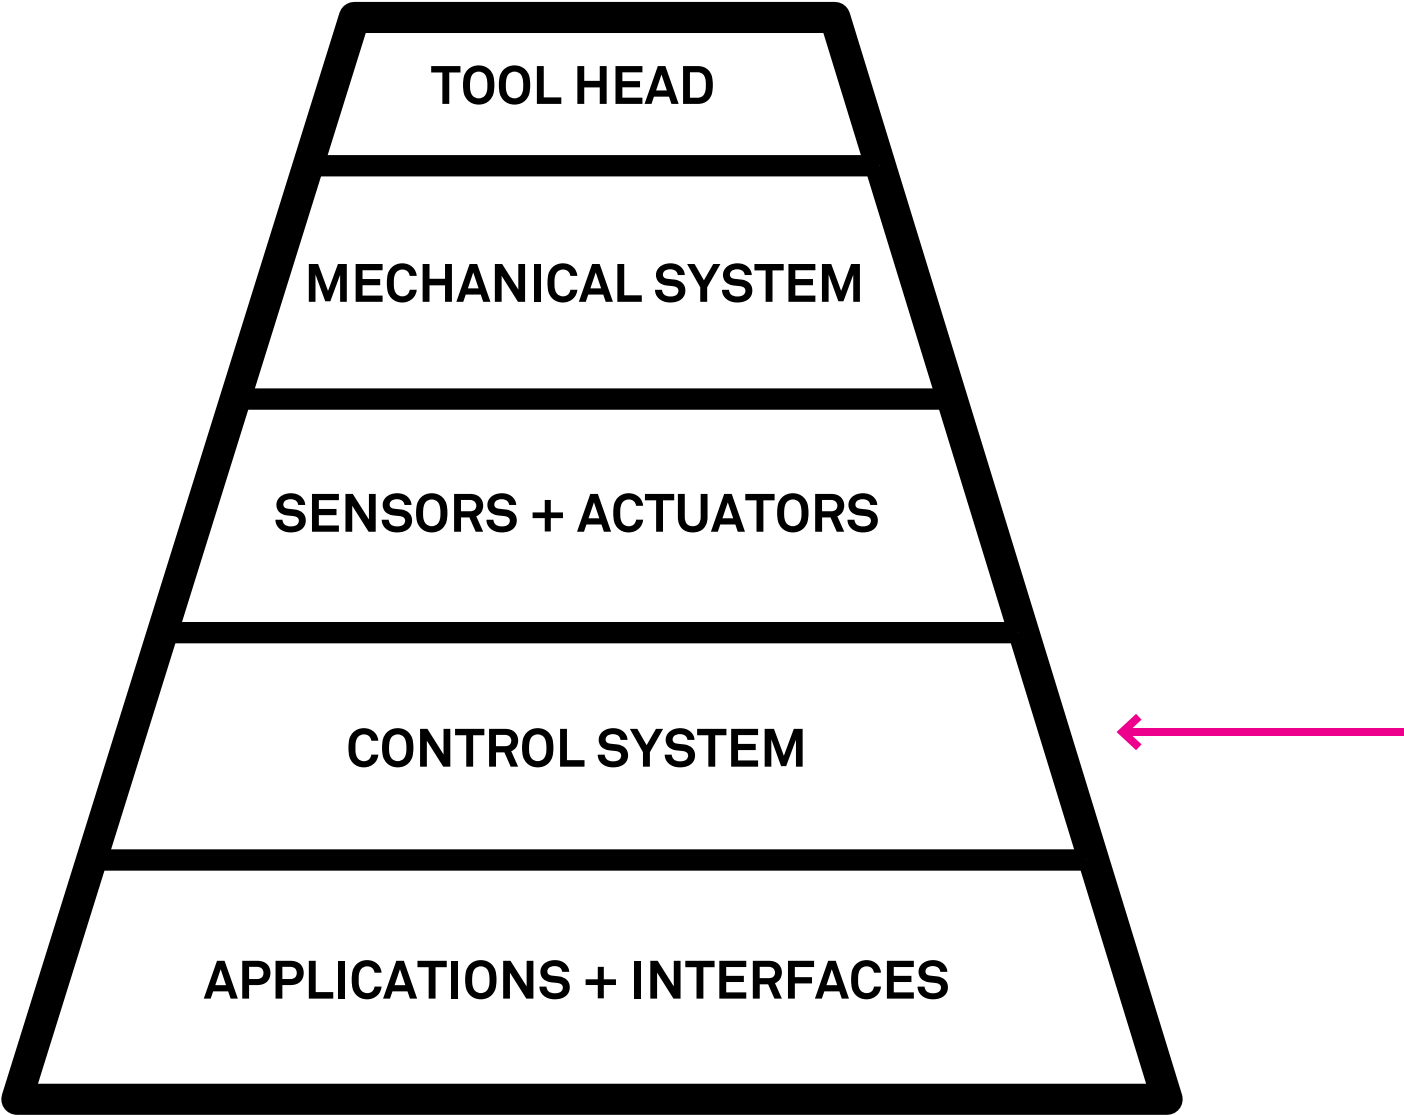 TOOL HEAD
MECHANICAL SYSTEM
SENSORS + ACTUATORS
CONTROL SYSTEM
APPLICATIONS + INTERFACES